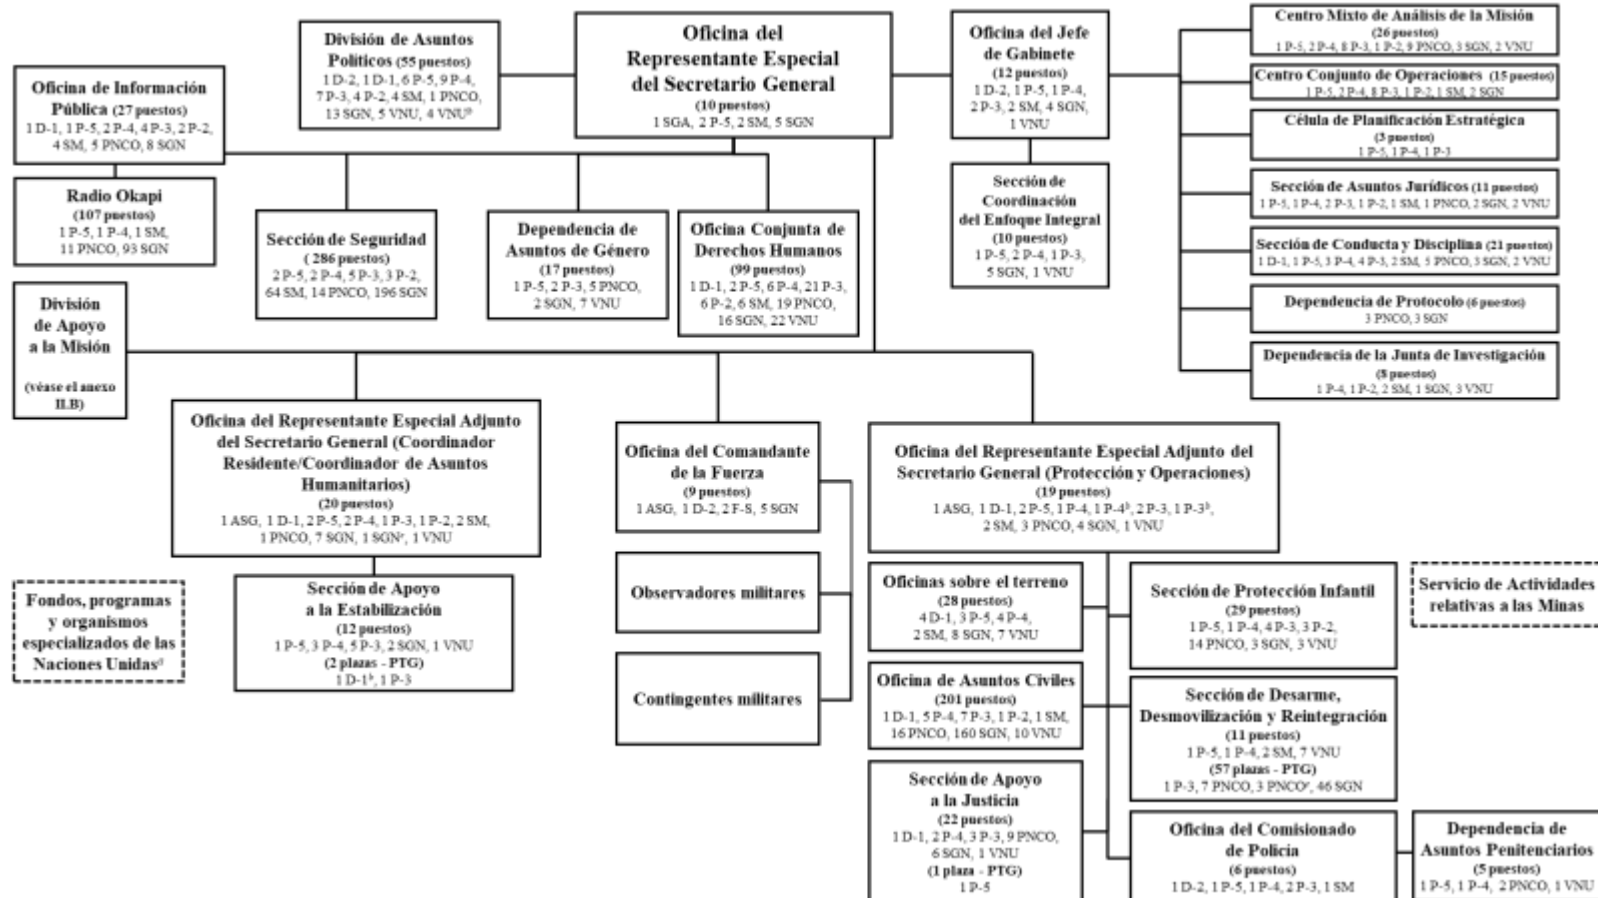 Oficina del
Representante Especial
del Secretario General
(10 puestos)
1 SGA, 2 P-5, 2 SM, 5 SGN
División de Asuntos
Políticos (55 puestos)
1 D-2, 1 D-1, 6 P-5, 9 P-4,
7 P-3, 4 P-2, 4 SM, 1 PNCO,
13 SGN, 5 VNU, 4 VNU
Oficina de Información
Pública (27 puestos)
1 D-1, 1 P-5, 2 P-4, 4 P-3, 2 P-2,
4 SM, 5 PNCO, 8 SGN
Radio Okapi
(107 puestos)
1 P-5, 1 P-4, 1 SM,
11 PNCO, 93 SGN
Oficina del Jefe
de Gabinete
(12 puestos)
1 D-2, 1 P-5, 1 P-4,
2 P-3, 2 SM, 4 SGN,
1 VNU
Sección de
Coordinación
del Enfoque Integral
(10 puestos)
1 P-5, 2 P-4, 1 P-3,
5 SGN, 1 VNU
Centro Mixto de Análisis de la Misión
(26 puestos)
1 P-5, 2 P-4, 8 P-3, 1 P-2, 9 PNCO, 3 SGN, 2 VNU
Centro Conjunto de Operaciones (15 puestos)
1 P-5, 2 P-4, 8 P-3, 1 P-2, 1 SM, 2 SGN
Célula de Planificación Estratégica
(3 puestos)
1 P-5, 1 P-4, 1 P-3
Sección de Asuntos Jurídicos (11 puestos)
1 P-5, 1 P-4, 2 P-3, 1 P-2, 1 SM, 1 PNCO, 2 SGN, 2 VNU
Sección de Conducta y Disciplina (21 puestos)
1 D-1, 1 P-5, 3 P-4, 4 P-3, 2 SM, 5 PNCO, 3 SGN, 2 VNU
Dependencia de Protocolo (6 puestos)
3 PNCO, 3 SGN
Dependencia de la Junta de Investigación
(8 puestos)
1 P-4, 1 P-2, 2 SM, 1 SGN, 3 VNU
Sección de Seguridad
( 286 puestos)
2 P-5, 2 P-4, 5 P-3, 3 P-2,
64 SM, 14 PNCO, 196 SGN
Dependencia de
Asuntos de Género
(17 puestos)
1 P-5, 2 P-3, 5 PNCO,
2 SGN, 7 VNU
Oficina Conjunta de
Derechos Humanos
(99 puestos)
1 D-1, 2 P-5, 6 P-4, 21 P-3,
6 P-2, 6 SM, 19 PNCO,
16 SGN, 22 VNU
División
de Apoyo
a la Misión
(véase el anexo
II.B)
Oficina del Representante Especial Adjunto
del Secretario General (Coordinador
Residente/Coordinador de Asuntos
Humanitarios)
(20 puestos)
1 ASG, 1 D-1, 2 P-5, 2 P-4, 1 P-3, 1 P-2, 2 SM,
1 PNCO, 7 SGN, 1 SGNᶜ, 1 VNU
Sección de Apoyo
a la Estabilización
(12 puestos)
1 P-5, 3 P-4, 5 P-3, 2 SGN, 1 VNU
(2 plazas - PTG)
1 D-1ᵇ, 1 P-3
Fondos, programas
y organismos
especializados de las
Naciones Unidasᵈ
Oficina del Comandante
de la Fuerza
(9 puestos)
1 ASG, 1 D-2, 2 F-S, 5 SGN
Observadores militares
Contingentes militares
Oficina del Representante Especial Adjunto del
Secretario General (Protección y Operaciones)
(19 puestos)
1 ASG, 1 D-1, 2 P-5, 1 P-4, 1 P-4ᵇ, 2 P-3, 1 P-3ᵇ,
2 SM, 3 PNCO, 4 SGN, 1 VNU
Oficinas sobre el terreno
(28 puestos)
4 D-1, 3 P-5, 4 P-4,
2 SM, 8 SGN, 7 VNU
Oficina de Asuntos Civiles
(201 puestos)
1 D-1, 5 P-4, 7 P-3, 1 P-2, 1 SM,
16 PNCO, 160 SGN, 10 VNU
Sección de Apoyo
a la Justicia
(22 puestos)
1 D-1, 2 P-4, 3 P-3, 9 PNCO,
6 SGN, 1 VNU
(1 plaza - PTG)
1 P-5
Sección de Protección Infantil
(29 puestos)
1 P-5, 1 P-4, 4 P-3, 3 P-2,
14 PNCO, 3 SGN, 3 VNU
Sección de Desarme,
Desmovilización y Reintegración
(11 puestos)
1 P-5, 1 P-4, 2 SM, 7 VNU
(57 plazas - PTG)
1 P-3, 7 PNCO, 3 PNCOᶜ, 46 SGN
Oficina del Comisionado
de Policía
(6 puestos)
1 D-2, 1 P-5, 1 P-4, 2 P-3, 1 SM
Servicio de Actividades
relativas a las Minas
Dependencia de
Asuntos Penitenciarios
(5 puestos)
1 P-5, 1 P-4, 2 PNCO, 1 VNU